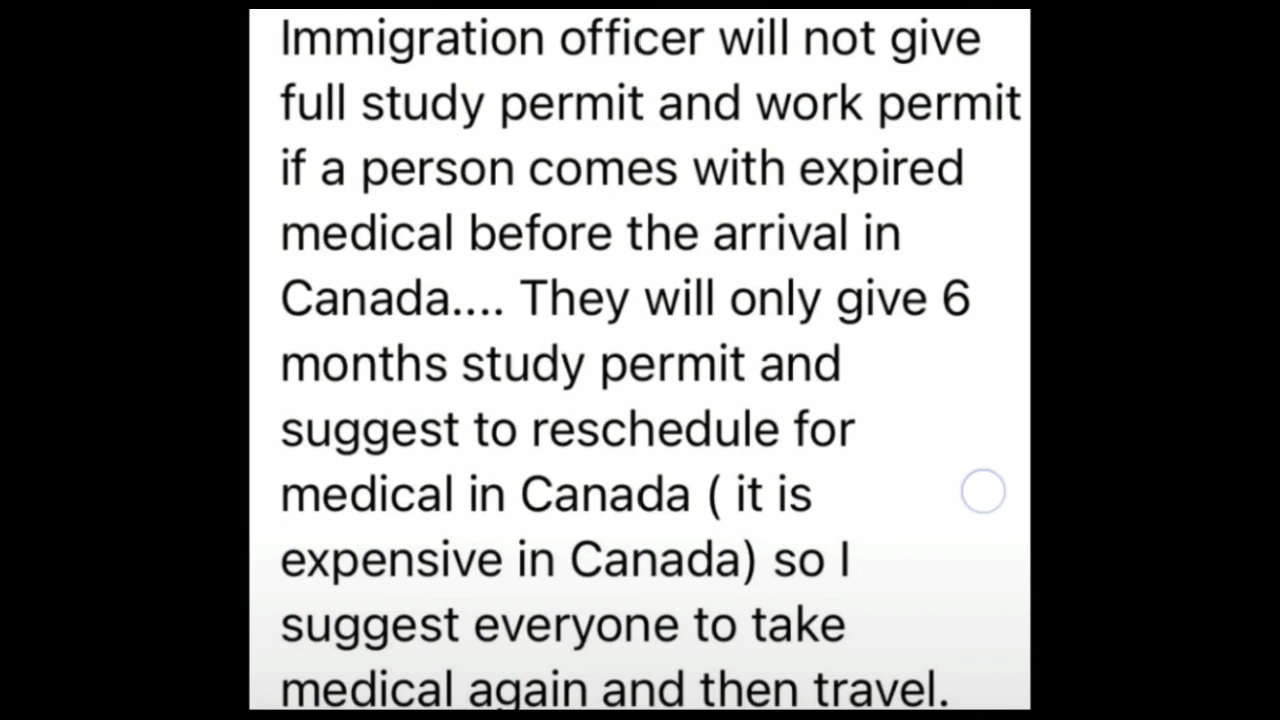 Immigration officer will not give
full study permit and work permit
if a person comes with expired
medical before the arrival in
Canada.... They will only give 6
months study permit and
suggest to reschedule for
medical in Canada ( it is
expensive in Canada) so I
suggest everyone to take
medical again and then travel.